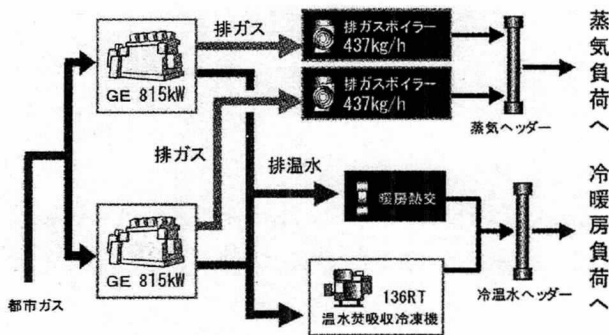 排ガス
排ガスボイラー
437kg/h
GE 815kW
排ガスボイラー
437kg/h
蒸気ヘッダー
蒸気負荷へ
排ガス
排温水
暖房熱交
GE 815kW
136RT
温水焚吸収冷凍機
冷温水ヘッダー
冷暖房負荷へ
都市ガス